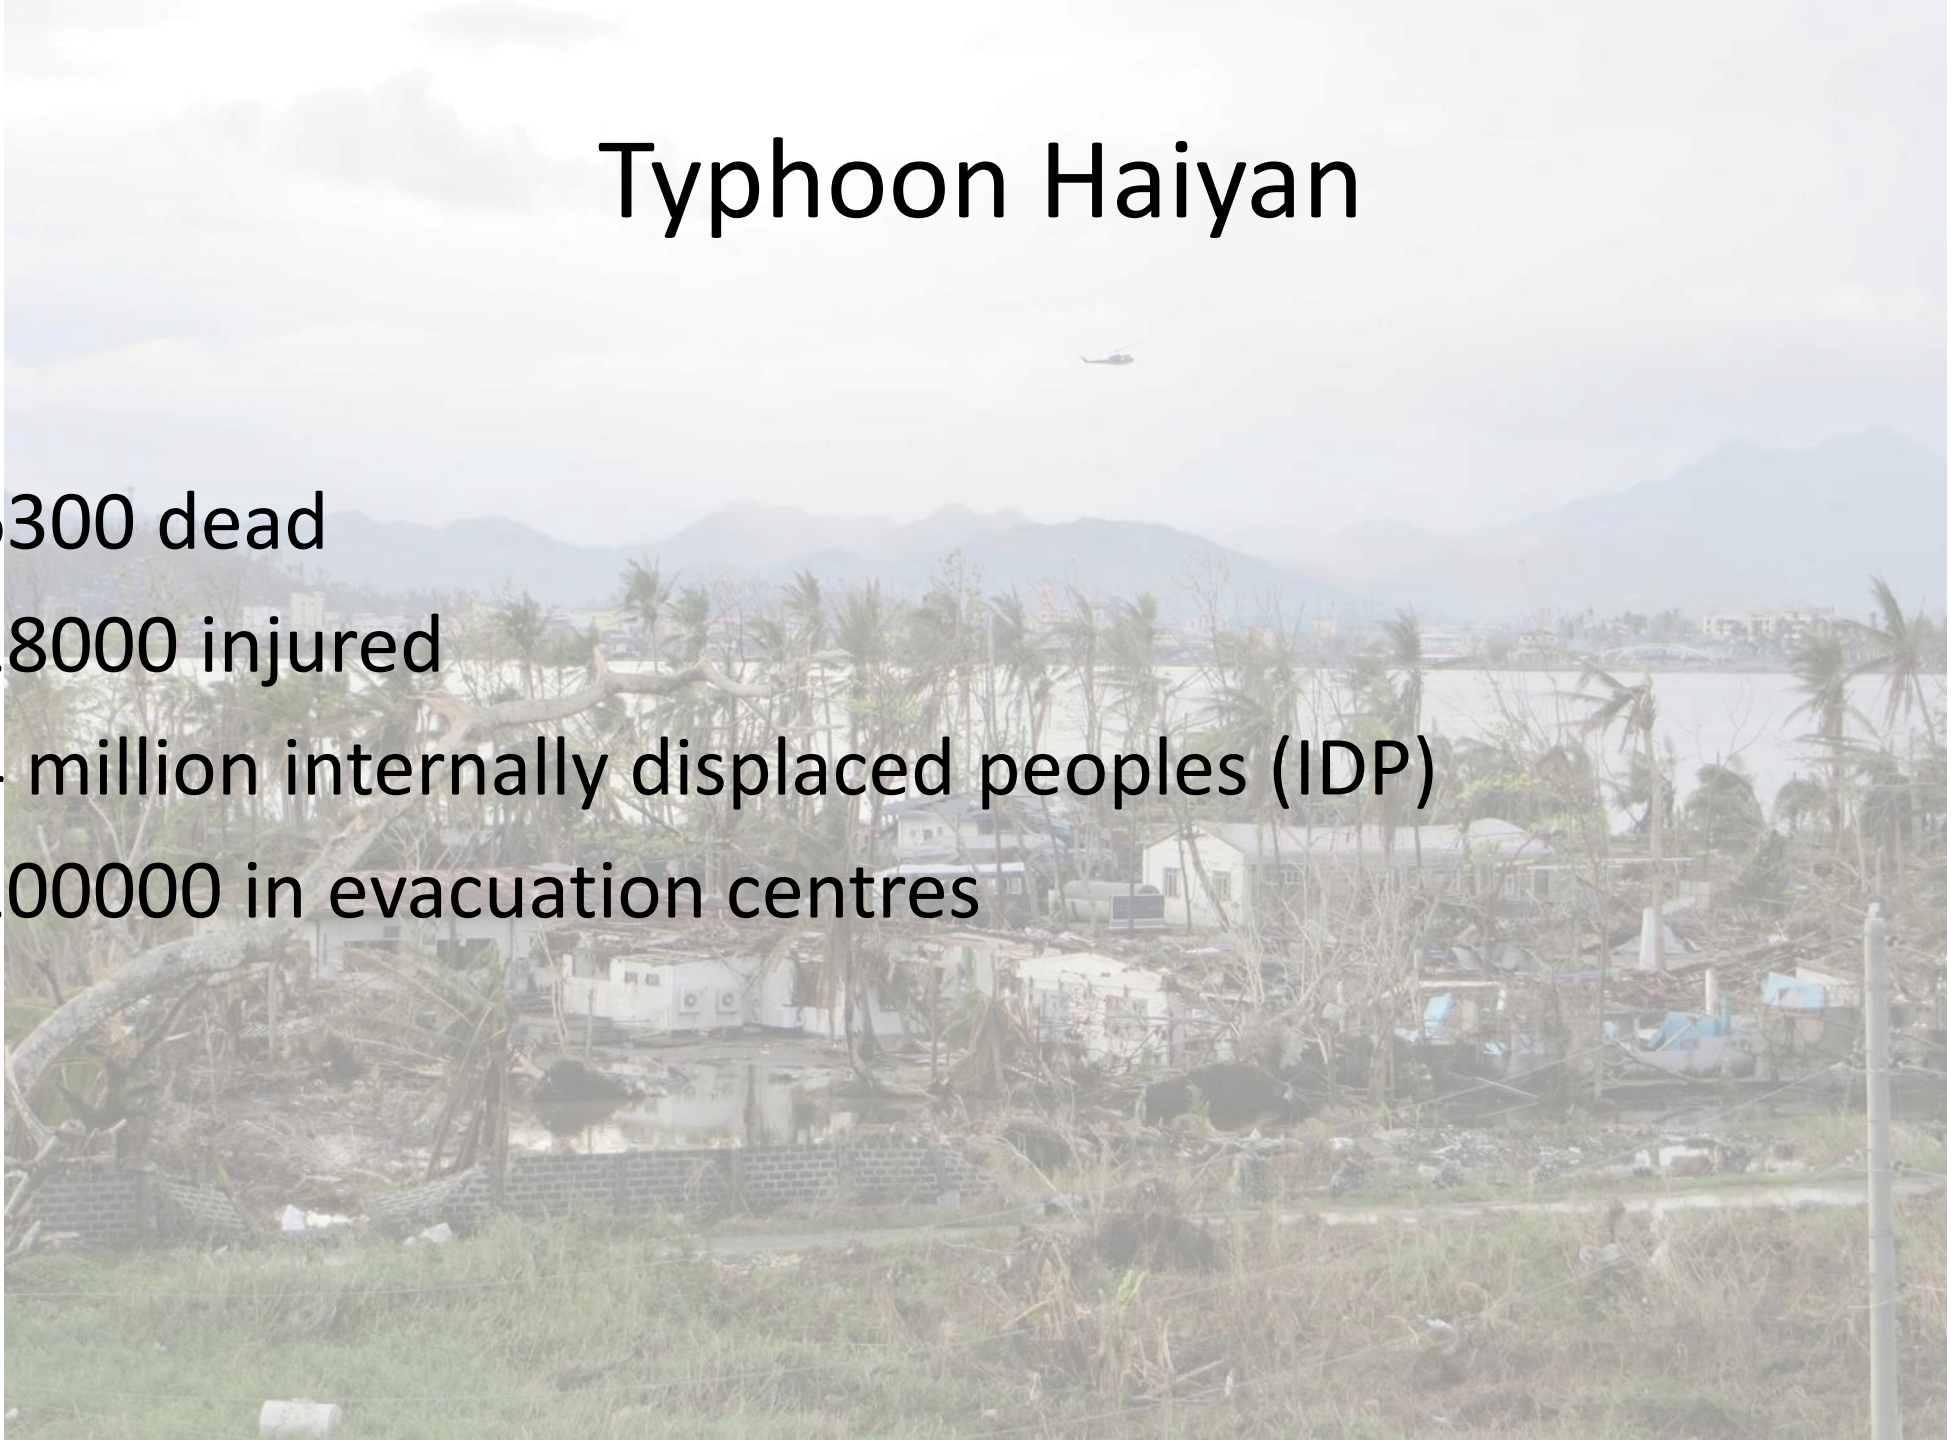 Typhoon Haiyan
300 dead
8000 injured
million internally displaced peoples (IDP)
00000 in evacuation centres